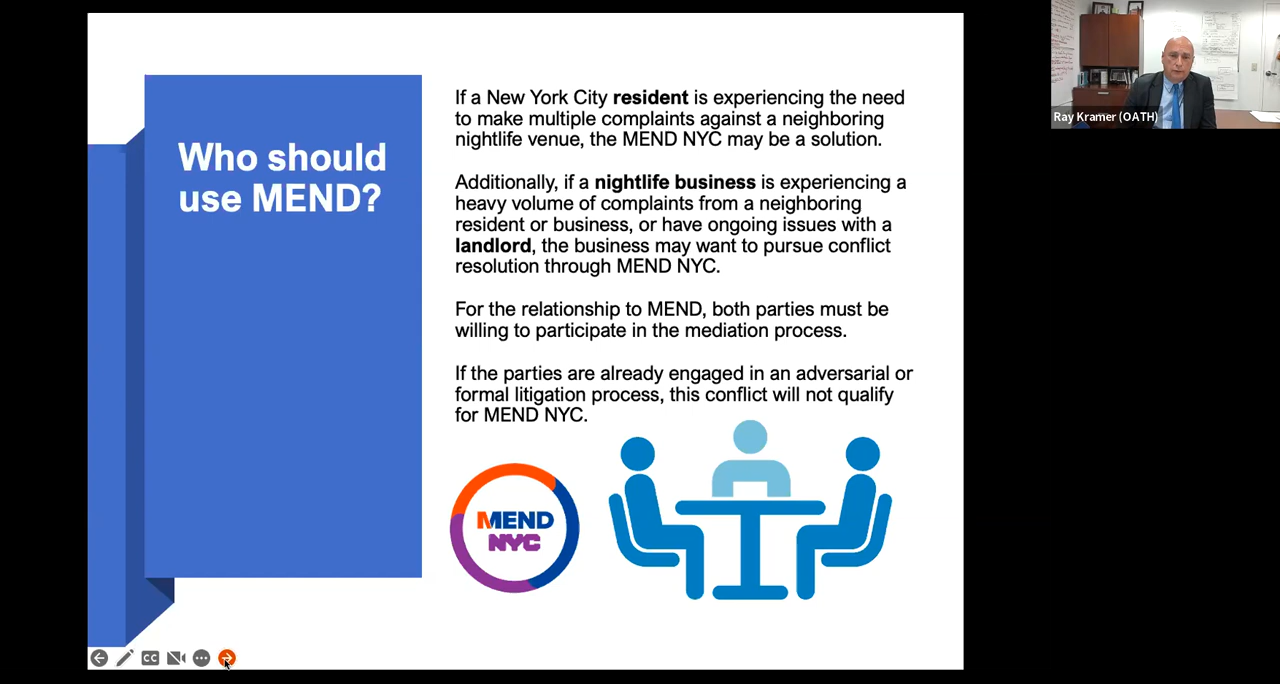 Who should
use MEND?
If a New York City resident is experiencing the need
to make multiple complaints against a neighboring
nightlife venue, the MEND NYC may be a solution.
Additionally, if a nightlife business is experiencing a
heavy volume of complaints from a neighboring
resident or business, or have ongoing issues with a
landlord, the business may want to pursue conflict
resolution through MEND NYC.
For the relationship to MEND, both parties must be
willing to participate in the mediation process.
If the parties are already engaged in an adversarial or
formal litigation process, this conflict will not qualify
for MEND NYC.
MEND
NYC
CC
Ray Kramer (OATH)